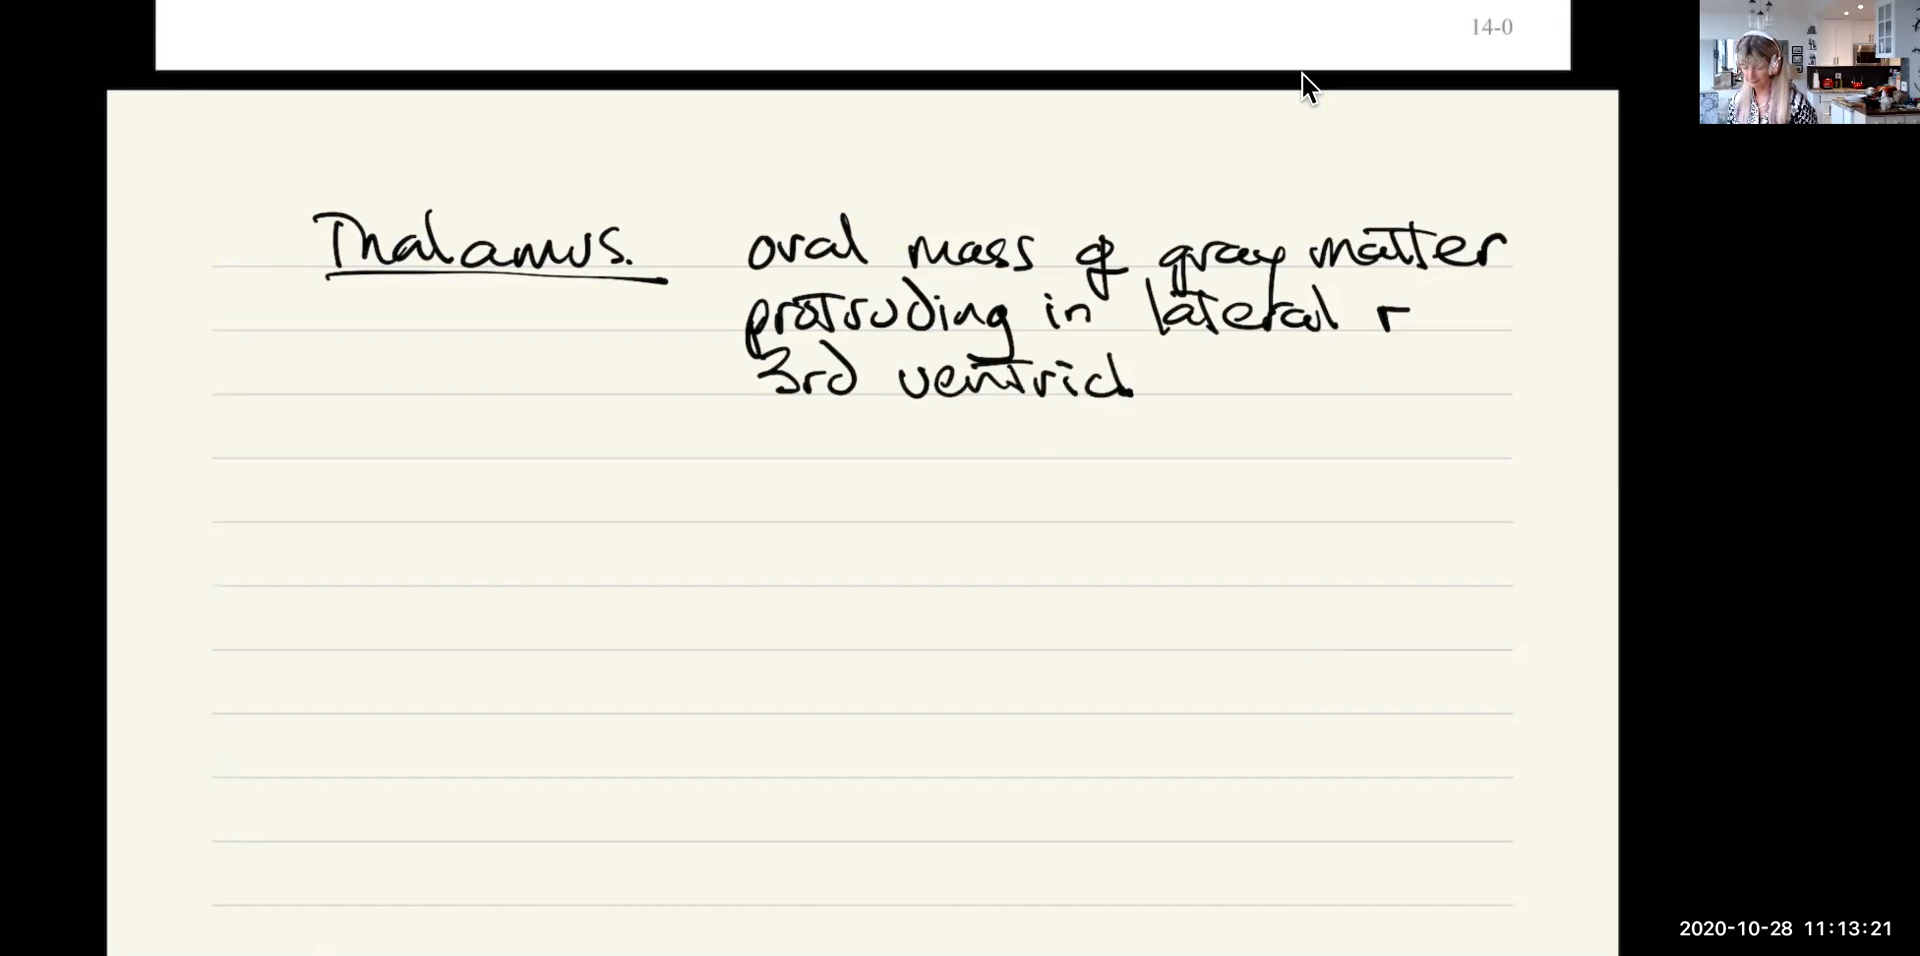 14-0
Thalamus. oval mass of gray matter
protruding in lateral r
3rd ventricl
2020-10-28 11:13:21